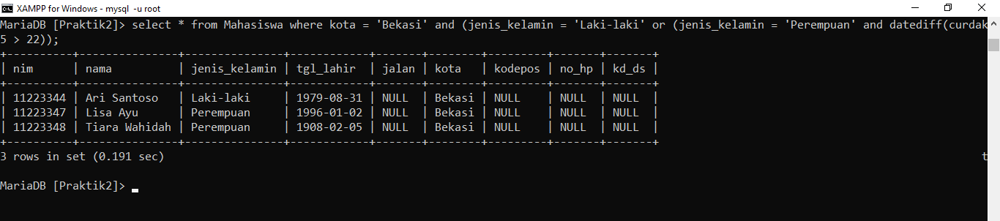 XAMPP for Windows - mysql -u root
MariaDB [Praktik2]> select * from Mahasiswa where kota = 'Bekasi' and (jenis_kelamin = 'Laki-laki' or (jenis_kelamin = 'Perempuan' and datediff(curdak
5 > 22));
+----------+---------------+---------------+------------+-------+--------+---------+-------+-------+
| nim      | nama          | jenis_kelamin | tgl_lahir  | jalan | kota   | kodepos | no_hp | kd_ds |
+----------+---------------+---------------+------------+-------+--------+---------+-------+-------+
| 11223344 | Ari Santoso   | Laki-laki     | 1979-08-31 | NULL  | Bekasi | NULL    | NULL  | NULL  |
| 11223347 | Lisa Ayu      | Perempuan     | 1996-01-02 | NULL  | Bekasi | NULL    | NULL  | NULL  |
| 11223348 | Tiara Wahidah | Perempuan     | 1908-02-05 | NULL  | Bekasi | NULL    | NULL  | NULL  |
+----------+---------------+---------------+------------+-------+--------+---------+-------+-------+
3 rows in set (0.191 sec) t
MariaDB [Praktik2]>